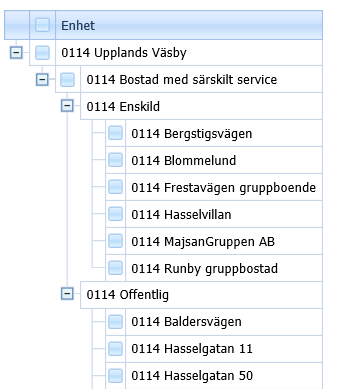 Enhet
0114 Upplands Väsby
0114 Bostad med särskilt service
0114 Enskild
0114 Bergstigsvägen
0114 Blommelund
0114 Frestavägen gruppboende
0114 Hasselvillan
0114 MajsanGruppen AB
0114 Runby gruppbostad
0114 Offentlig
0114 Baldersvägen
0114 Hasselgatan 11
0114 Hasselgatan 50